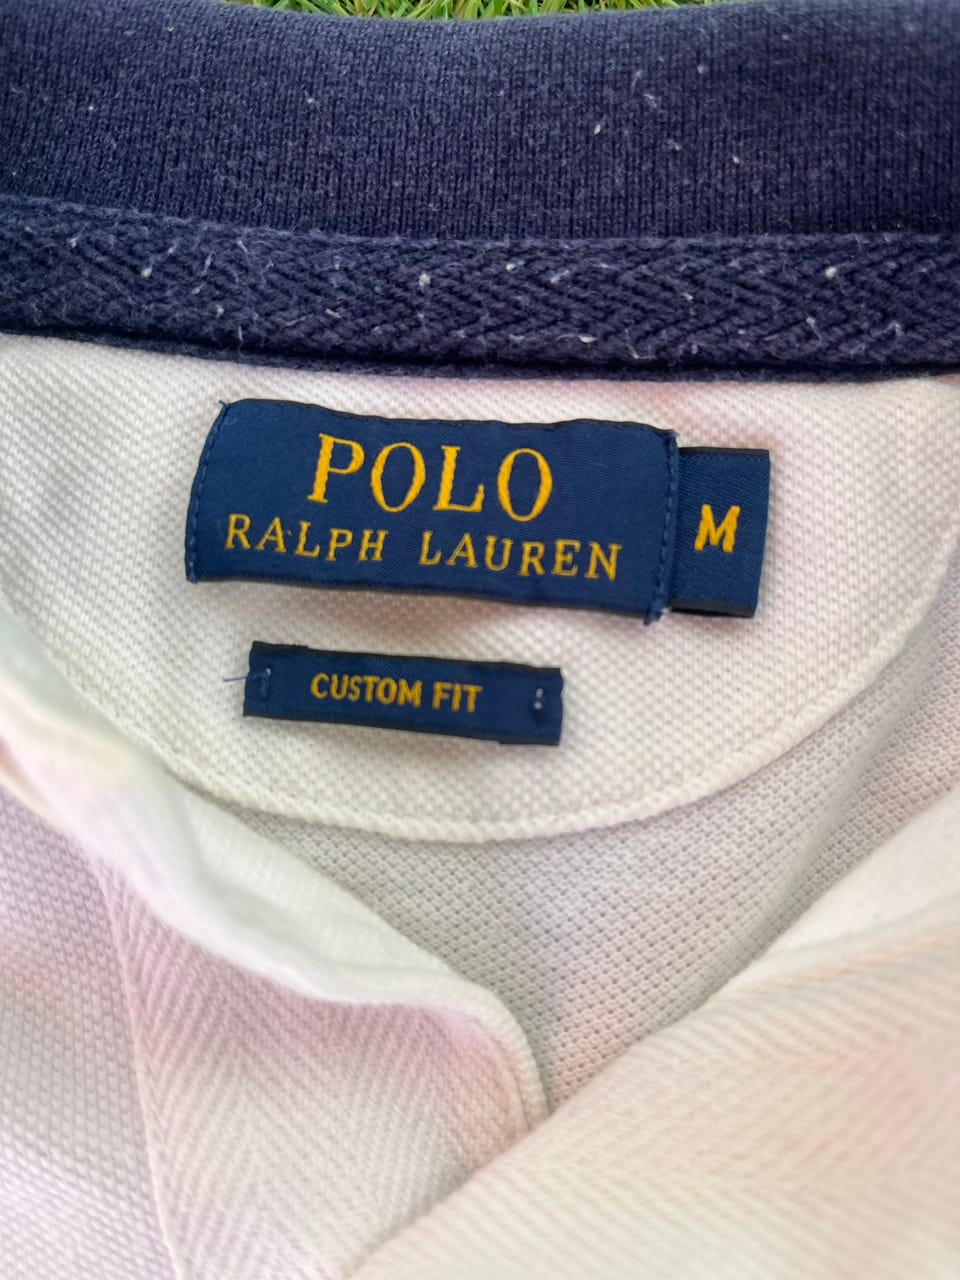 POLO
RALPH LAUREN
M
CUSTOM FIT